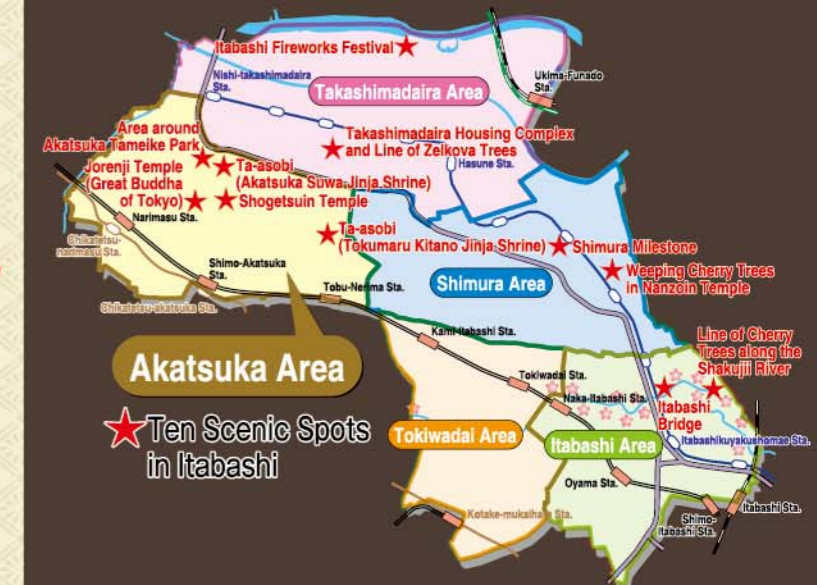 Itabashi Fireworks Festival
Nishi-takashimadaira
Sta.
Ukima-Funado
Sta.
Takashimadaira Area
Area around
Akatsuka Tameike Park
Takashimadaira Housing Complex
and Line of Zelkova Trees
Hasune Sta.
Jorenji Temple
(Great Buddha
of Tokyo)
Ta-asobi
(Akatsuka Suwa Jinja Shrine)
Shogetsuin Temple
Narimasu Sta.
Chikatetsu-
narimasu Sta.
Ta-asobi
(Tokumaru Kitano Jinja Shrine)
Shimura Milestone
Weeping Cherry Trees
in Nanzoin Temple
Shimo-Akatsuka
Sta.
Chikatetsu-akatsuka Sta.
Tobu-Nerima Sta.
Shimura Area
Kami-Itabashi Sta.
Akatsuka Area
Line of Cherry
Trees along the
Shakujii River
Tokiwadai Sta.
Naka-Itabashi Sta.
Itabashi
Bridge
Ten Scenic Spots
in Itabashi
Tokiwadai Area
Itabashi Area
Itabashikuyakushomae Sta.
Oyama Sta.
Kotake-mukaihara Sta.
Shimo-
Itabashi Sta.
Itabashi Sta.